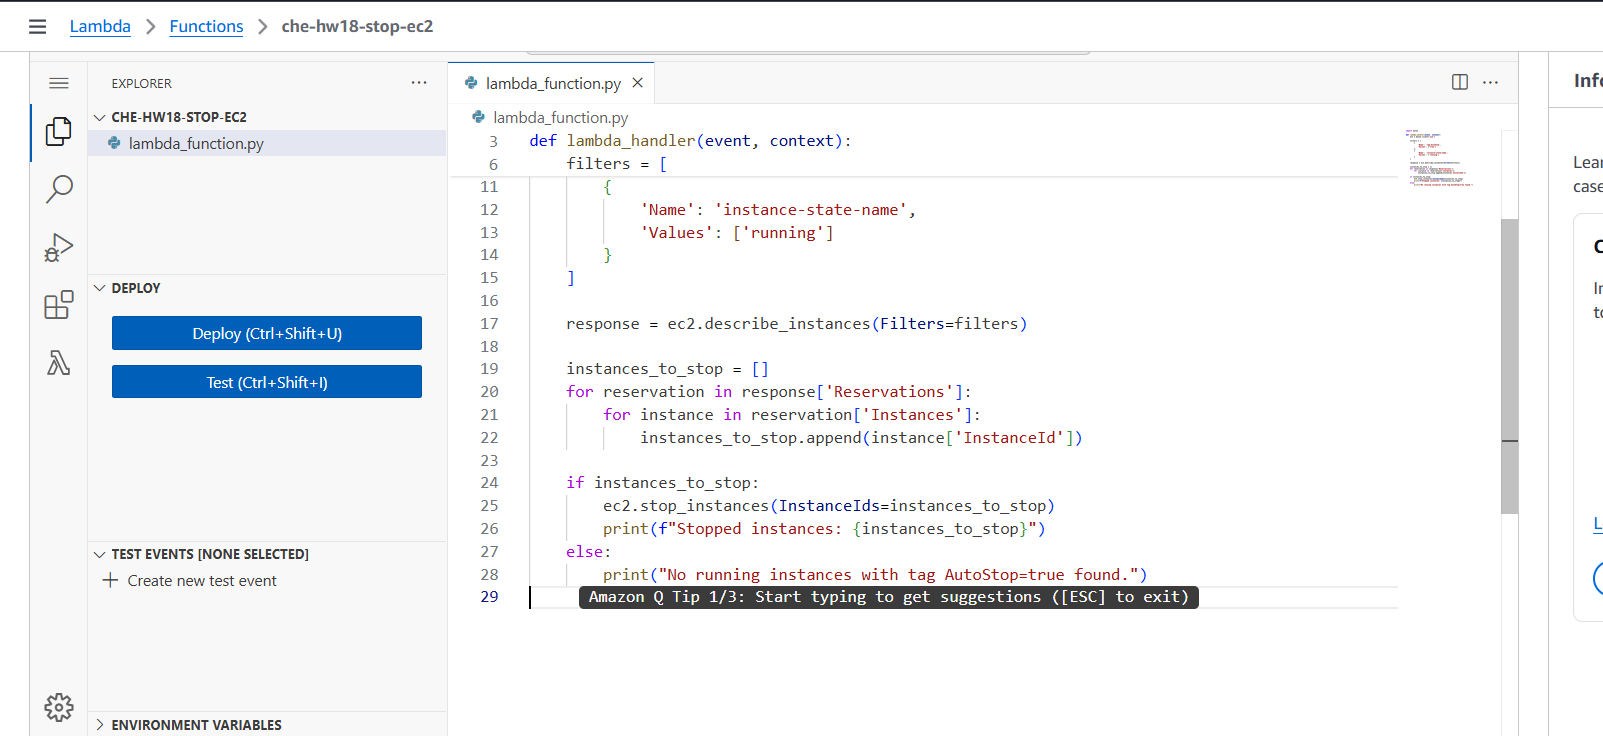 Lambda > Functions > che-hw18-stop-ec2
EXPLORER ...
CHE-HW18-STOP-EC2
lambda_function.py
DEPLOY
Deploy (Ctrl+Shift+U)
Test (Ctrl+Shift+I)
TEST EVENTS [NONE SELECTED]
+ Create new test event
ENVIRONMENT VARIABLES
lambda_function.py ×
lambda_function.py
3 def lambda_handler(event, context):
6     filters = [
11         {
12             'Name': 'instance-state-name',
13             'Values': ['running']
14         }
15     ]
16
17     response = ec2.describe_instances(Filters=filters)
18
19     instances_to_stop = []
20     for reservation in response['Reservations']:
21         for instance in reservation['Instances']:
22             instances_to_stop.append(instance['InstanceId'])
23
24     if instances_to_stop:
25         ec2.stop_instances(InstanceIds=instances_to_stop)
26         print(f"Stopped instances: {instances_to_stop}")
27     else:
28         print("No running instances with tag AutoStop=true found.")
29     Amazon Q Tip 1/3: Start typing to get suggestions ([ESC] to exit)